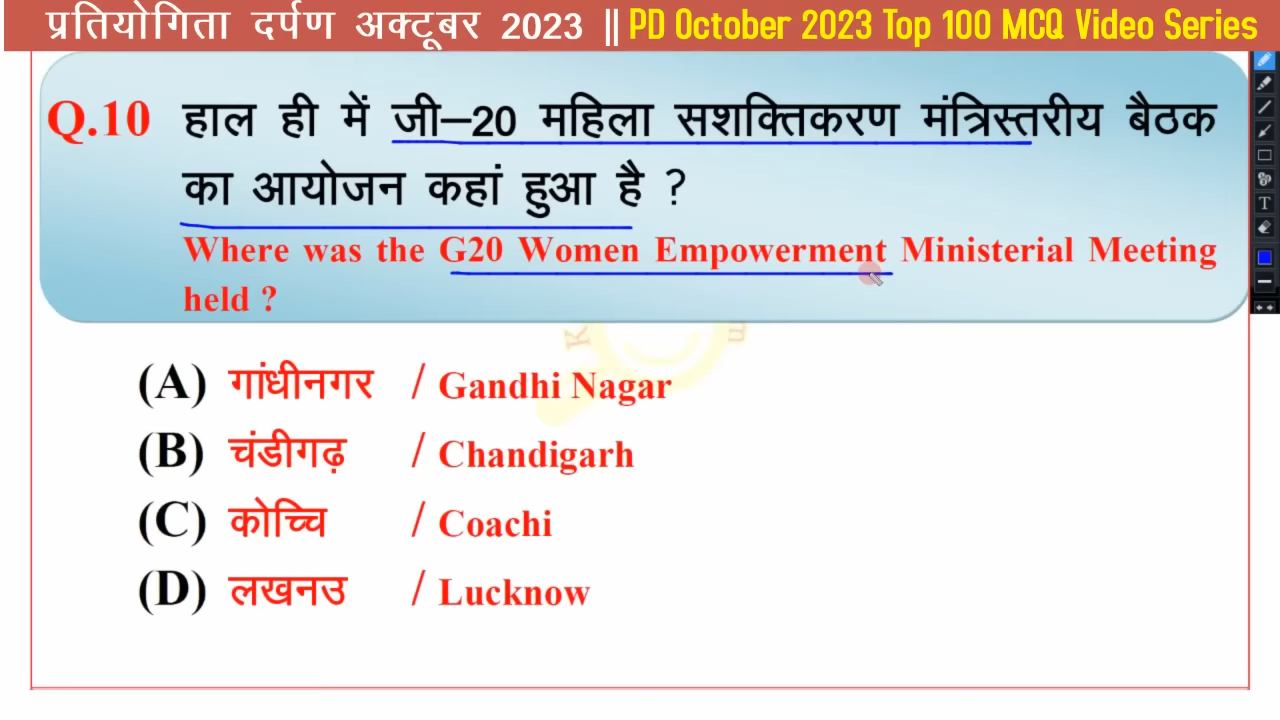 प्रतियोगिता दर्पण अक्टूबर 2023 || PD October 2023 Top 100 MCQ Video Series
Q.10 हाल ही में जी–20 महिला सशक्तिकरण मंत्रिस्तरीय बैठक
का आयोजन कहां हुआ है ?
Where was the G20 Women Empowerment Ministerial Meeting
held ?
(A) गांधीनगर / Gandhi Nagar
(B) चंडीगढ़ / Chandigarh
(C) कोच्चि / Coachi
(D) लखनउ / Lucknow